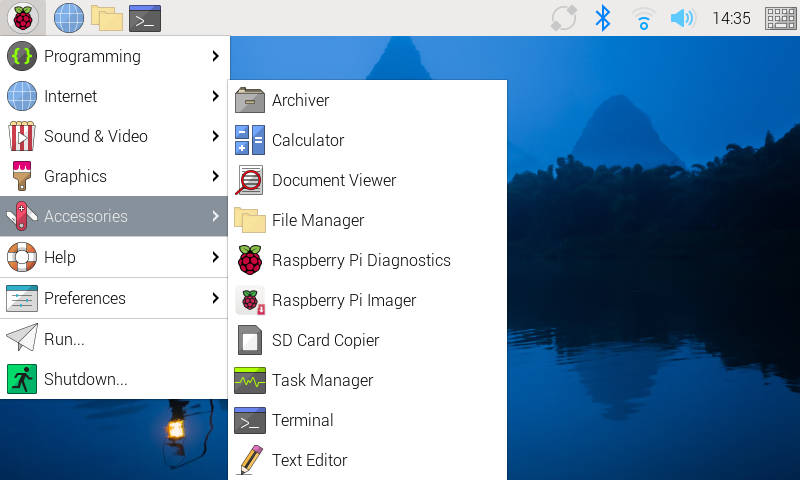 14:35
Programming
Internet
Sound & Video
Graphics
Accessories
Help
Preferences
Run...
Shutdown...
Archiver
Calculator
Document Viewer
File Manager
Raspberry Pi Diagnostics
Raspberry Pi Imager
SD Card Copier
Task Manager
Terminal
Text Editor